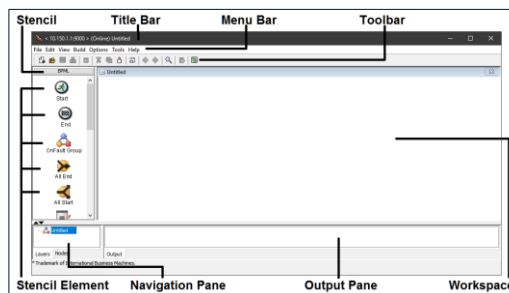 Stencil
Title Bar
Menu Bar
Toolbar
< 10.150.1.1:9000 > (Online) Untitled
File Edit View Build Options Tools Help
BPML
Untitled
Start
End
OnFault Group
All End
All Start
Untitled
Layers Nodes
Output
* Trademark of International Business Machines.
Stencil Element
Navigation Pane
Output Pane
Workspace